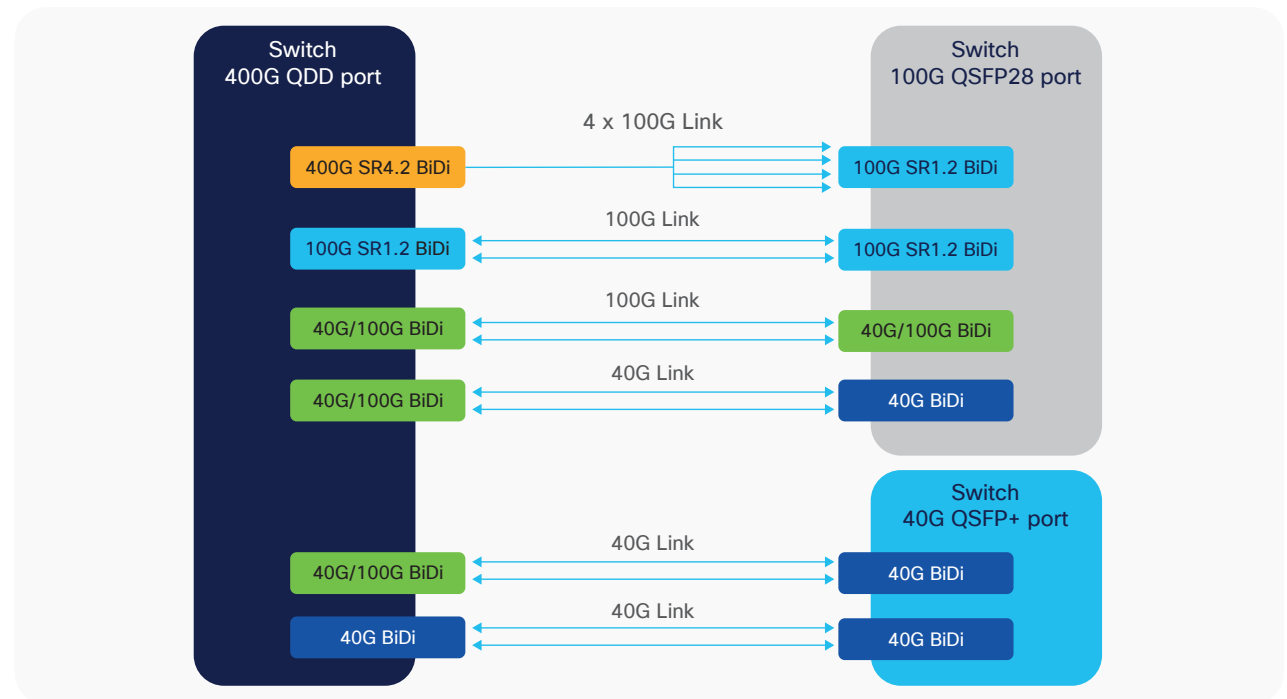 Switch
400G QDD port
Switch
100G QSFP28 port
4 x 100G Link
400G SR4.2 BiDi
100G SR1.2 BiDi
100G Link
100G SR1.2 BiDi
100G SR1.2 BiDi
100G Link
40G/100G BiDi
40G/100G BiDi
40G Link
40G/100G BiDi
40G BiDi
Switch
40G QSFP+ port
40G Link
40G/100G BiDi
40G BiDi
40G Link
40G BiDi
40G BiDi